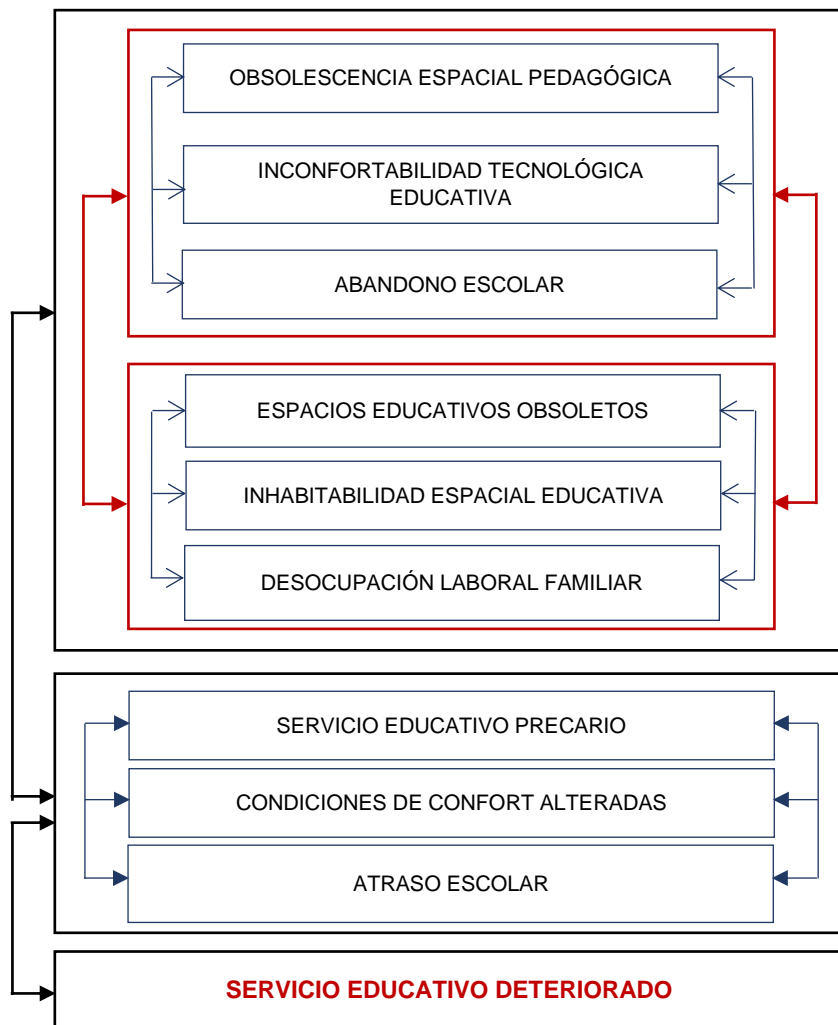 OBSOLESCENCIA ESPACIAL PEDAGÓGICA
INCONFORTABILIDAD TECNOLÓGICA
EDUCATIVA
ABANDONO ESCOLAR
ESPACIOS EDUCATIVOS OBSOLETOS
INHABITABILIDAD ESPACIAL EDUCATIVA
DESOCUPACIÓN LABORAL FAMILIAR
SERVICIO EDUCATIVO PRECARIO
CONDICIONES DE CONFORT ALTERADAS
ATRASO ESCOLAR
SERVICIO EDUCATIVO DETERIORADO